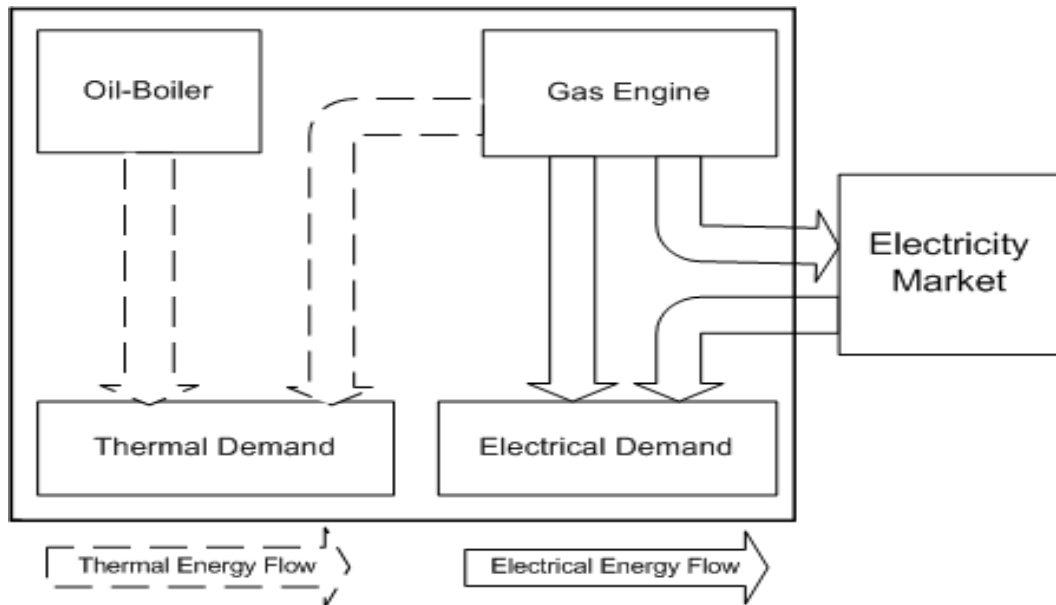 Oil-Boiler
Gas Engine
Electricity
Market
Thermal Demand
Electrical Demand
Thermal Energy Flow
Electrical Energy Flow